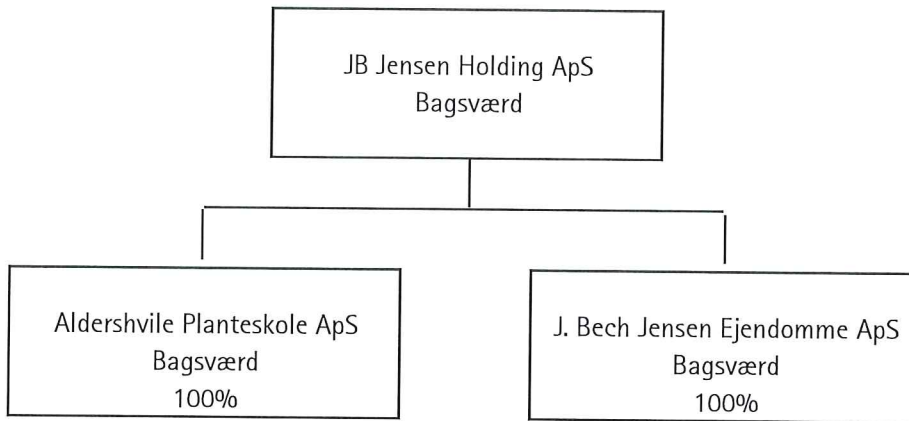 JB Jensen Holding ApS
Bagsværd
Aldershvile Planteskole ApS
Bagsværd
100%
J. Bech Jensen Ejendomme ApS
Bagsværd
100%